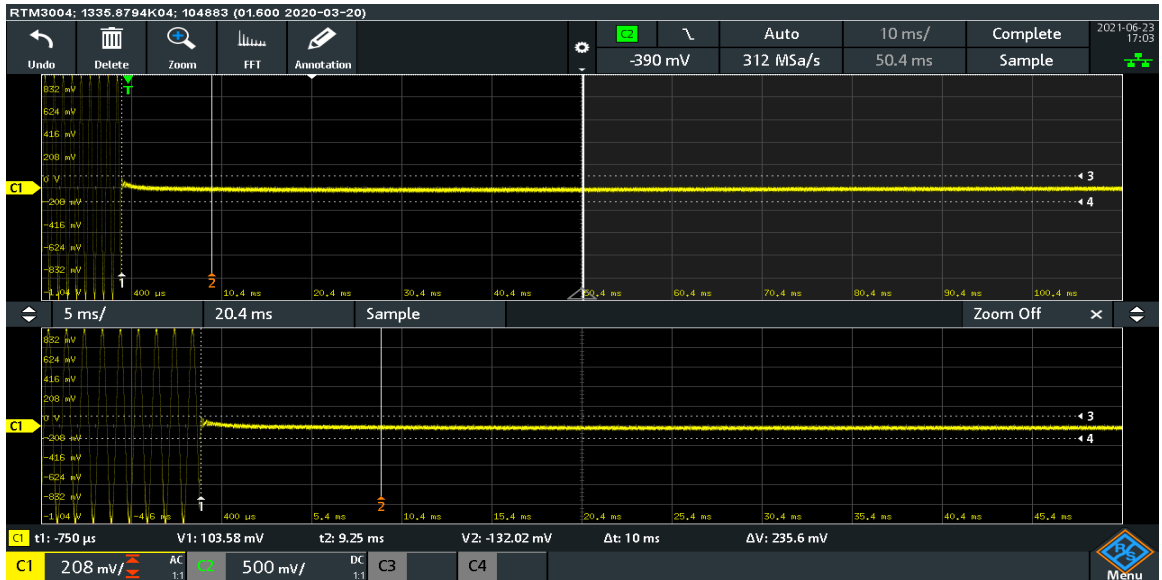 RTM3004; 1335.8794K04; 104883 (01.600 2020-03-20)
Undo Delete Zoom FFT Annotation
C2 Auto 10 ms/ Complete 2021-06-23 17:03
-390 mV 312 MSa/s 50.4 ms Sample
832 mV
T
624 mV
416 mV
208 mV
0 V
C1
3
-208 mV
4
-416 mV
-624 mV
-832 mV
1 2
-1,04 V 400 µs 10,4 ms 20,4 ms 30,4 ms 40,4 ms 50,4 ms 60,4 ms 70,4 ms 80,4 ms 90,4 ms 100,4 ms
5 ms/ 20.4 ms Sample Zoom Off ×
832 mV
624 mV
416 mV
208 mV
0 V
3
C1
-208 mV
4
-416 mV
-624 mV
-832 mV
1 2
-1,04 V -4,6 ms 400 µs 5,4 ms 10,4 ms 15,4 ms 20,4 ms 25,4 ms 30,4 ms 35,4 ms 40,4 ms 45,4 ms
C1 t1: -750 µs V1: 103.58 mV t2: 9.25 ms V2: -132.02 mV Δt: 10 ms ΔV: 235.6 mV
C1 208 mV/ AC 1:1 C2 500 mV/ DC 1:1 C3 C4 R&S Menu